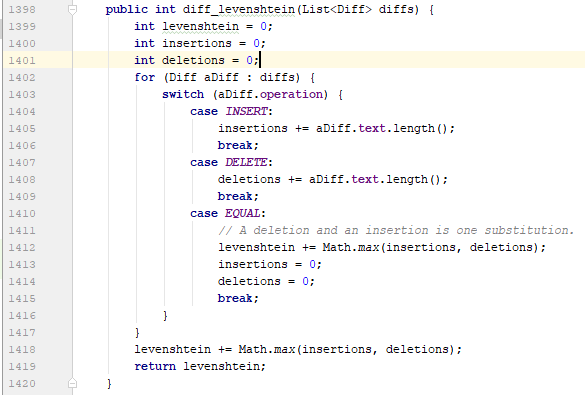 1398 public int diff_levenshtein(List<Diff> diffs) {
1399 int levenshtein = 0;
1400 int insertions = 0;
1401 int deletions = 0;
1402 for (Diff aDiff : diffs) {
1403 switch (aDiff.operation) {
1404 case INSERT:
1405 insertions += aDiff.text.length();
1406 break;
1407 case DELETE:
1408 deletions += aDiff.text.length();
1409 break;
1410 case EQUAL:
1411 // A deletion and an insertion is one substitution.
1412 levenshtein += Math.max(insertions, deletions);
1413 insertions = 0;
1414 deletions = 0;
1415 break;
1416 }
1417 }
1418 levenshtein += Math.max(insertions, deletions);
1419 return levenshtein;
1420 }